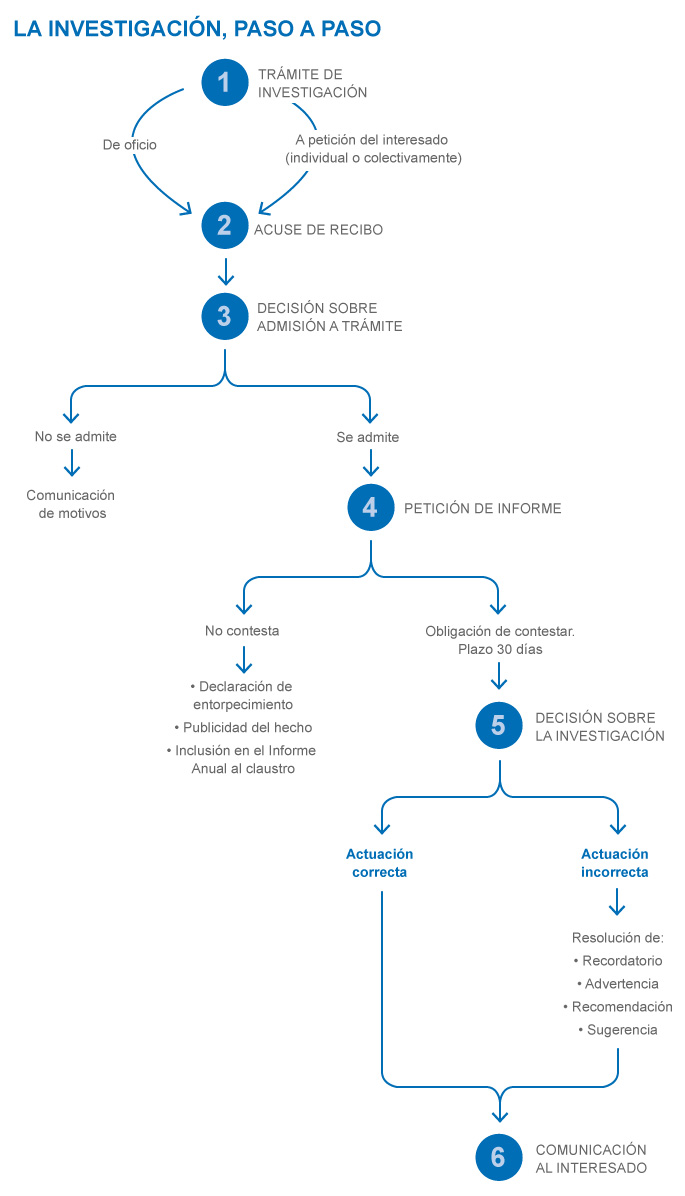 LA INVESTIGACIÓN, PASO A PASO
1
TRÁMITE DE
INVESTIGACIÓN
De oficio
A petición del interesado
(individual o colectivamente)
2
ACUSE DE RECIBO
3
DECISIÓN SOBRE
ADMISIÓN A TRÁMITE
No se admite
Se admite
Comunicación
de motivos
4
PETICIÓN DE INFORME
No contesta
Obligación de contestar.
Plazo 30 días
• Declaración de
entorpecimiento
• Publicidad del hecho
• Inclusión en el Informe
Anual al claustro
5
DECISIÓN SOBRE
LA INVESTIGACIÓN
Actuación
correcta
Actuación
incorrecta
Resolución de:
• Recordatorio
• Advertencia
• Recomendación
• Sugerencia
6
COMUNICACIÓN
AL INTERESADO